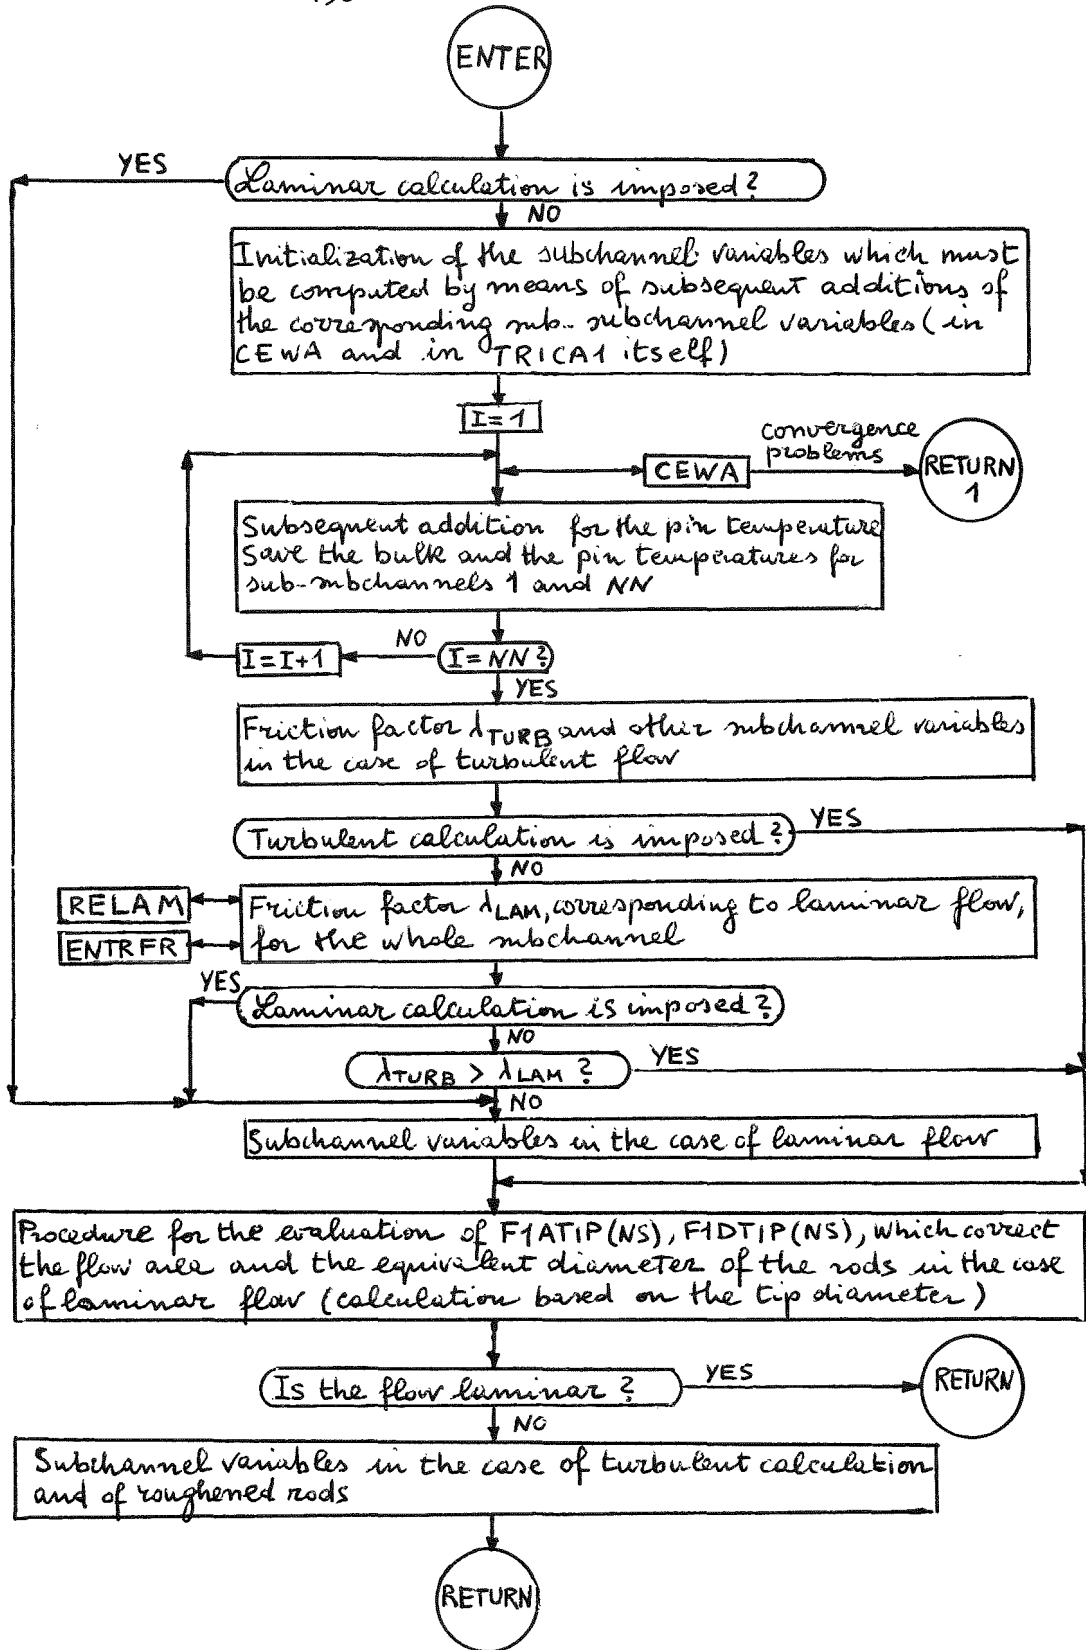 ENTER
YES
Laminar calculation is imposed?
NO
Initialization of the subchannel variables which must
be computed by means of subsequent additions of
the corresponding sub-subchannel variables (in
CEWA and in TRICA1 itself)
I=1
convergence
problems
CEWA
RETURN
1
Subsequent addition for the pin temperature
Save the bulk and the pin temperatures for
sub-subchannels 1 and NN
I=I+1
NO
I=NN?
YES
Friction factor λTURB and other subchannel variables
in the case of turbulent flow
Turbulent calculation is imposed?
YES
NO
RELAM
Friction factor λLAM, corresponding to laminar flow,
ENTRFR
for the whole subchannel
YES
Laminar calculation is imposed?
NO
λTURB > λLAM ?
YES
NO
Subchannel variables in the case of laminar flow
Procedure for the evaluation of F1ATIP(NS), F1DTIP(NS), which correct
the flow area and the equivalent diameter of the rods in the case
of laminar flow (calculation based on the tip diameter)
Is the flow laminar?
YES
RETURN
NO
Subchannel variables in the case of turbulent calculation
and of roughened rods
RETURN